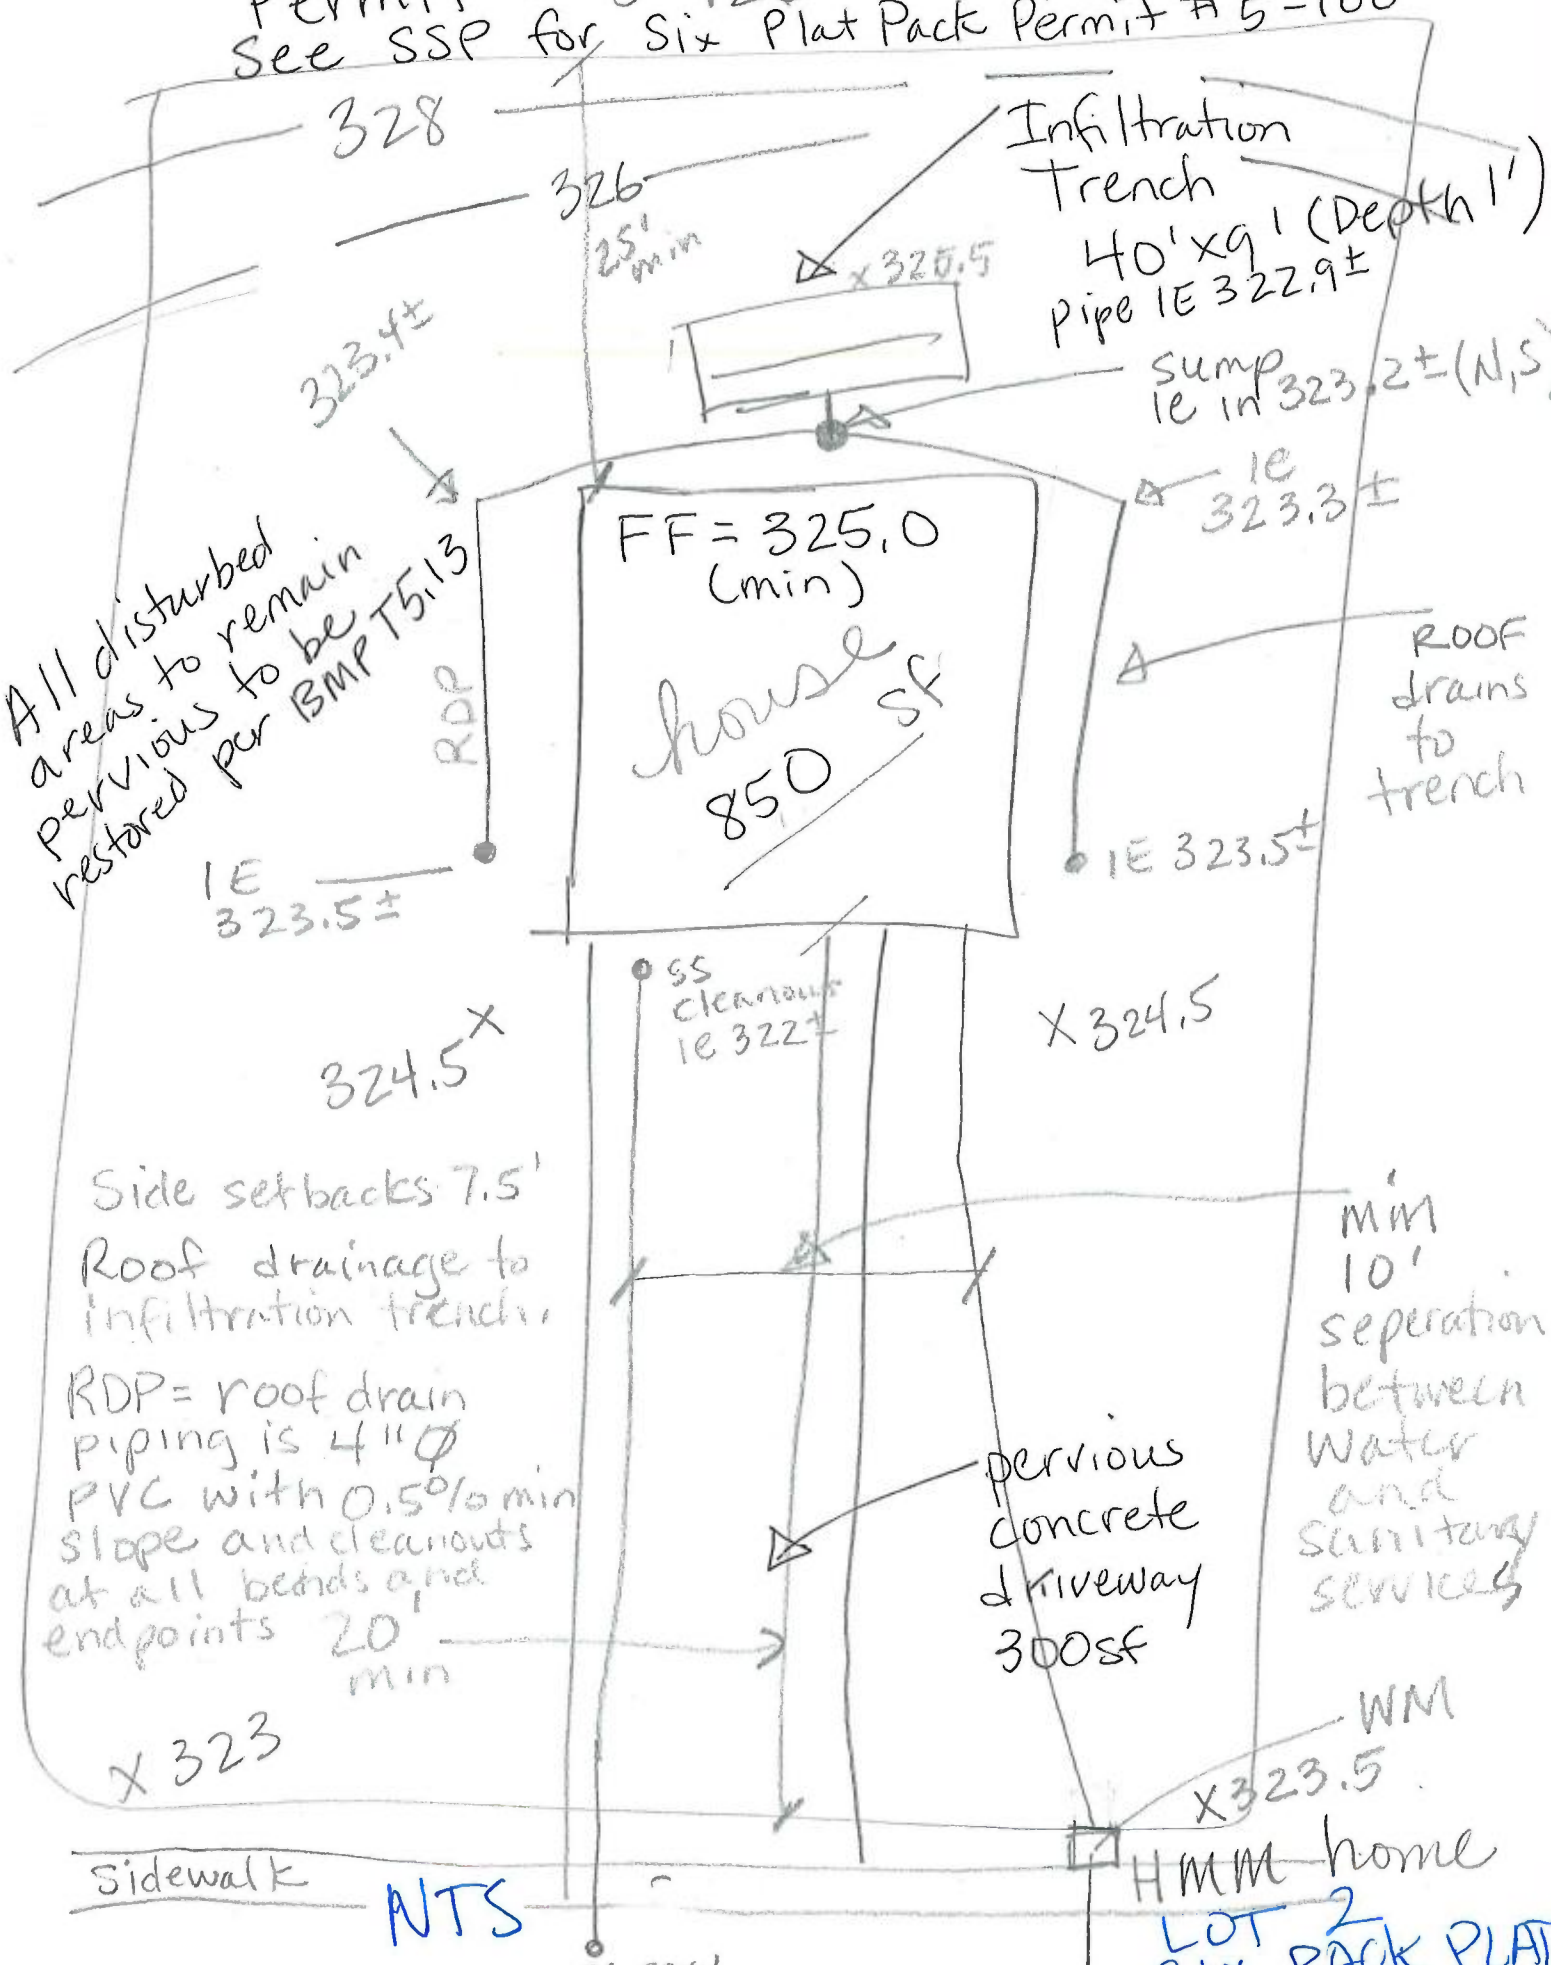 See SSP for Six Plat Pack Permit # 5-100
328
326
25'
min
Infiltration
Trench
40'x9' (Depth 1')
Pipe IE 322.9±
x 325.5
323.4±
sump
ie in 323.2± (N,S)
ie
323.3±
FF = 325.0
(min)
house
850 sf
All disturbed
areas to remain
pervious to be
restored per BMP T5.13
RDP
ROOF
drains
to
trench
IE
323.5±
IE 323.5±
SS
cleanout
ie 322±
324.5 x
x 324.5
Side setbacks 7.5'
Roof drainage to
infiltration trench.
RDP = roof drain
piping is 4"Ø
PVC with 0.5% min
slope and cleanouts
at all bends and
endpoints
20'
min
min
10'
seperation
between
Water
and
sanitary
services
pervious
concrete
driveway
300sf
x 323
WM
x323.5
Sidewalk
NTS
HMM home
LOT 2
PACK PLAT